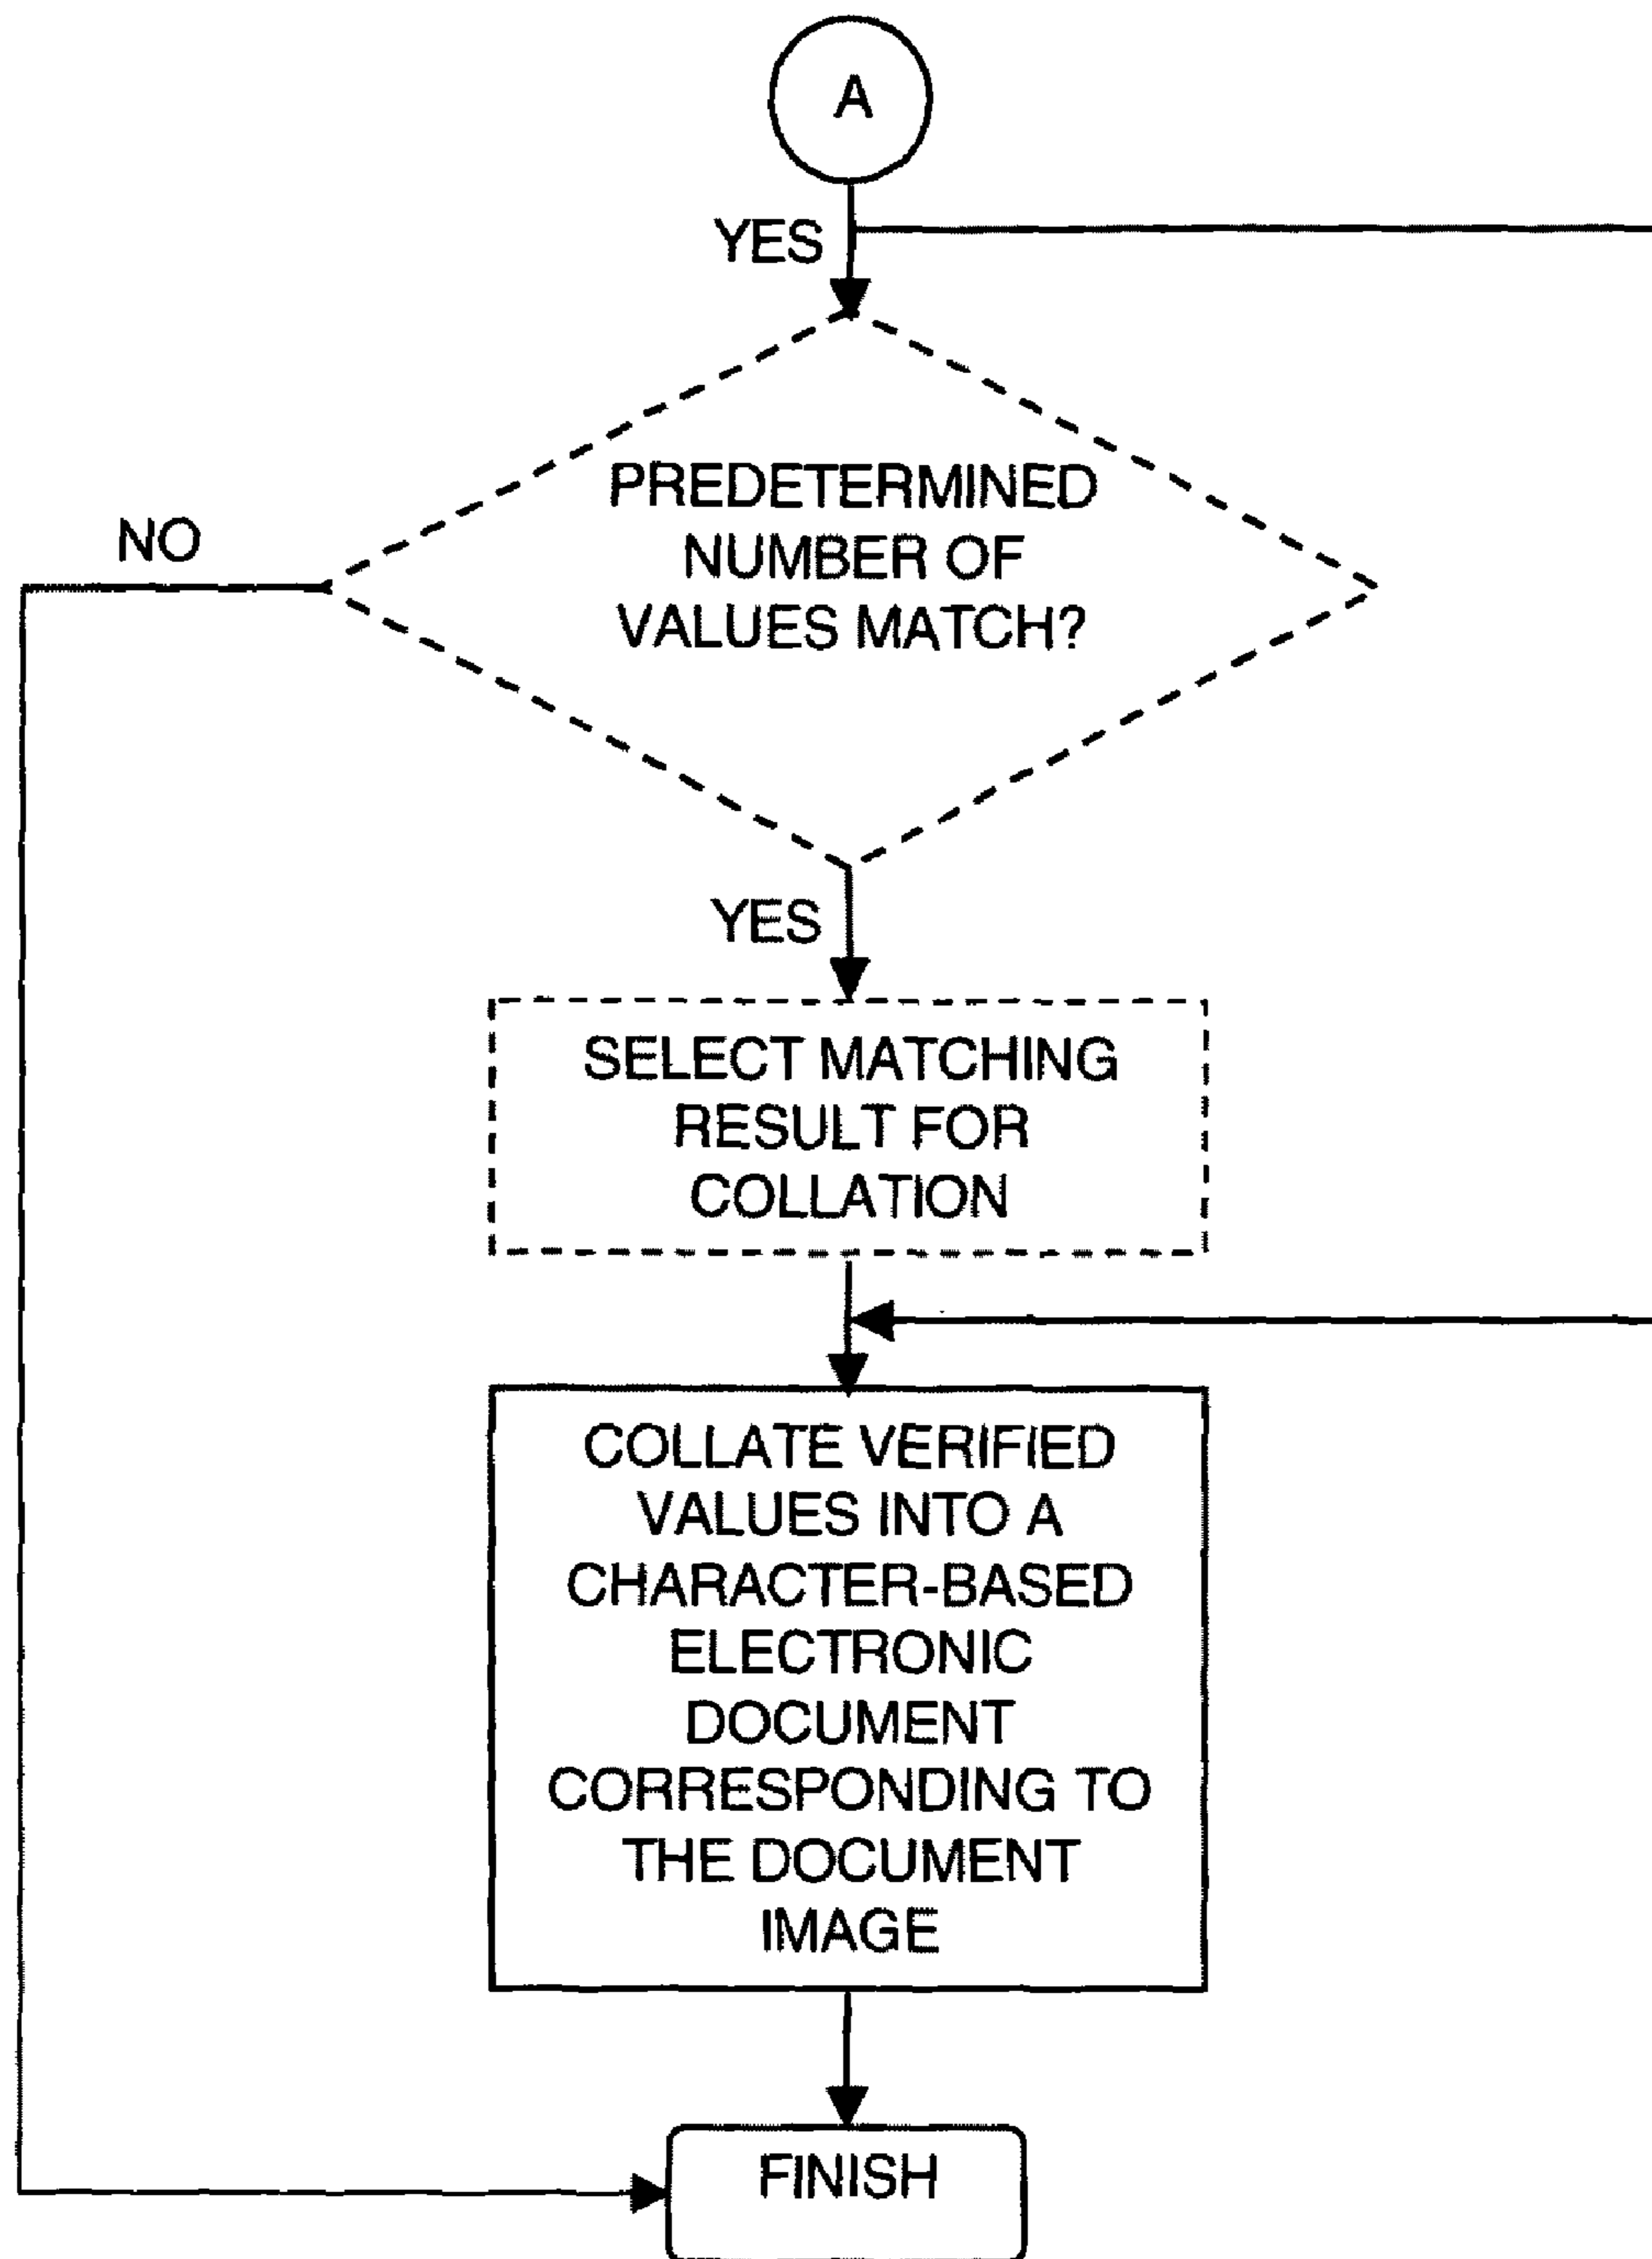 A
YES
PREDETERMINED
NUMBER OF
VALUES MATCH?
NO
YES
SELECT MATCHING
RESULT FOR
COLLATION
COLLATE VERIFIED
VALUES INTO A
CHARACTER-BASED
ELECTRONIC
DOCUMENT
CORRESPONDING TO
THE DOCUMENT
IMAGE
FINISH